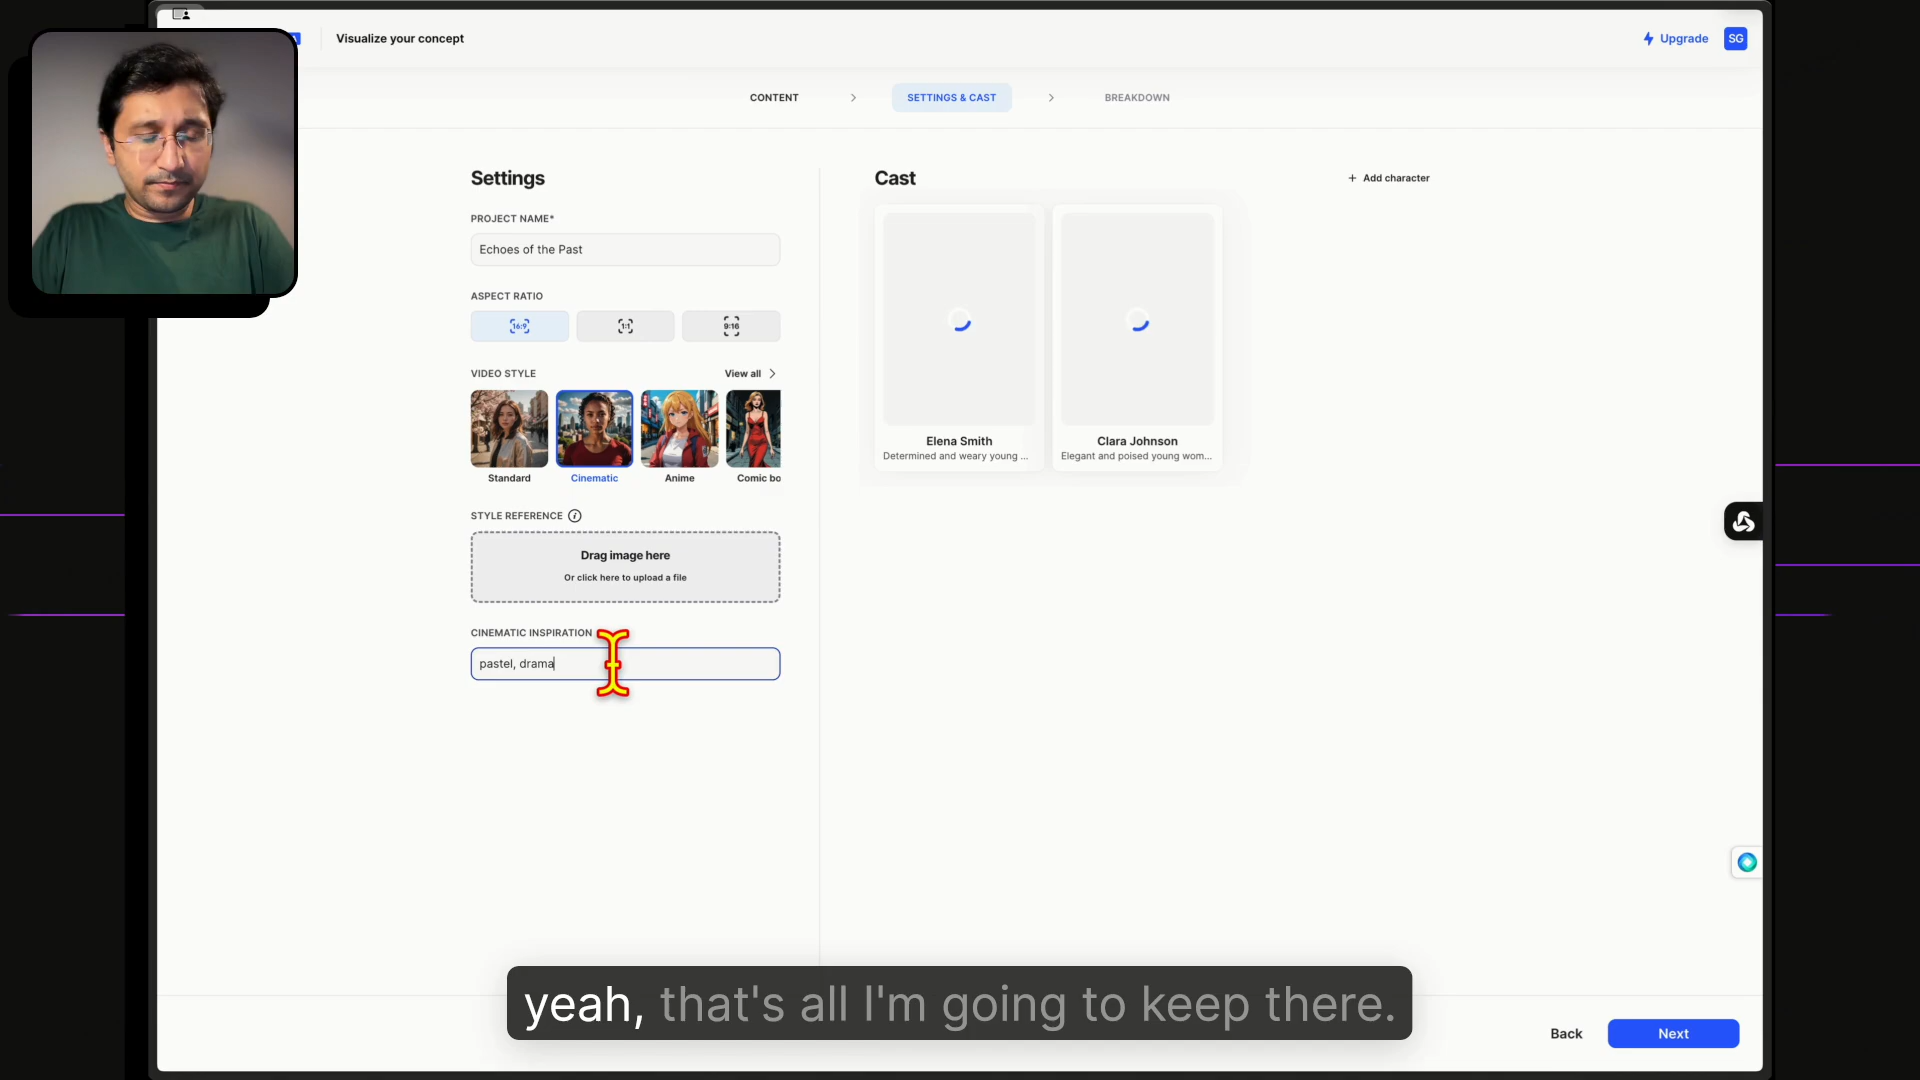 Visualize your concept
Upgrade
SG
CONTENT
SETTINGS & CAST
BREAKDOWN
Settings
PROJECT NAME*
Echoes of the Past
ASPECT RATIO
16:9
1:1
9:16
VIDEO STYLE
View all
Standard
Cinematic
Anime
Comic bo
STYLE REFERENCE
Drag image here
Or click here to upload a file
CINEMATIC INSPIRATION
pastel, drama
Cast
+ Add character
Elena Smith
Determined and weary young ...
Clara Johnson
Elegant and poised young wom...
yeah, that's all I'm going to keep there.
Back
Next